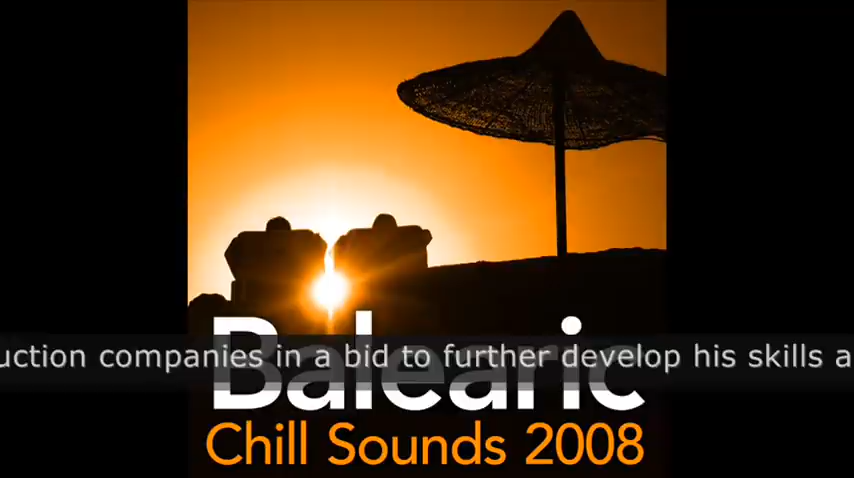 uction companies in a bid to further develop his skills a
Balearic
Chill Sounds 2008